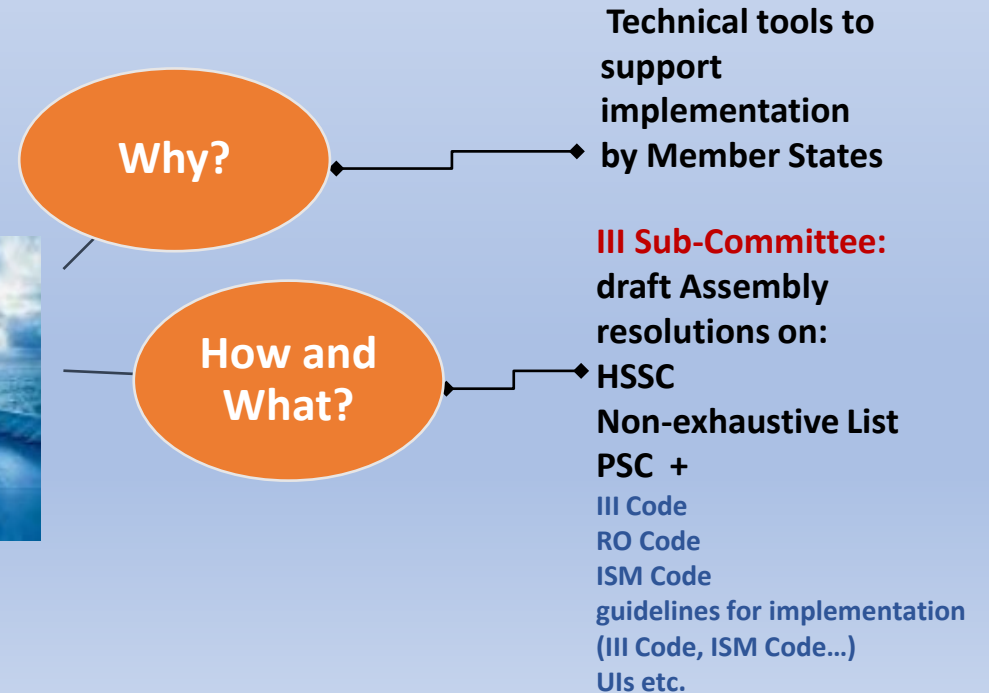 Why?
Technical tools to
support
implementation
by Member States
How and
What?
III Sub-Committee:
draft Assembly
resolutions on:
HSSC
Non-exhaustive List
PSC +
III Code
RO Code
ISM Code
guidelines for implementation
(III Code, ISM Code…)
UIs etc.